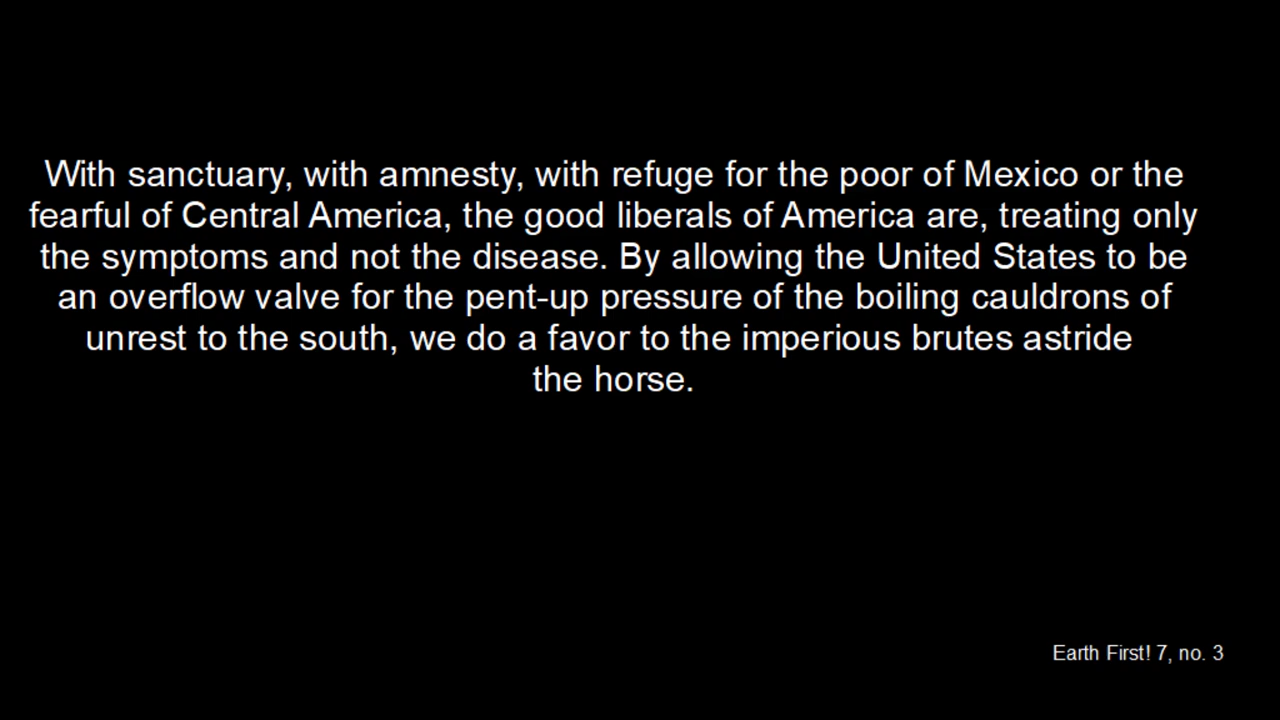 With sanctuary, with amnesty, with refuge for the poor of Mexico or the
fearful of Central America, the good liberals of America are, treating only
the symptoms and not the disease. By allowing the United States to be
an overflow valve for the pent-up pressure of the boiling cauldrons of
unrest to the south, we do a favor to the imperious brutes astride
the horse.
Earth First! 7, no. 3